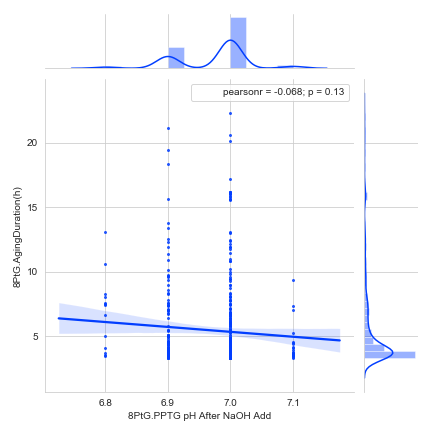 pearsonr = -0.068; p = 0.13
20
15
10
5
8PtG.AgingDuration(h)
6.8 6.9 7.0 7.1
8PtG.PPTG pH After NaOH Add